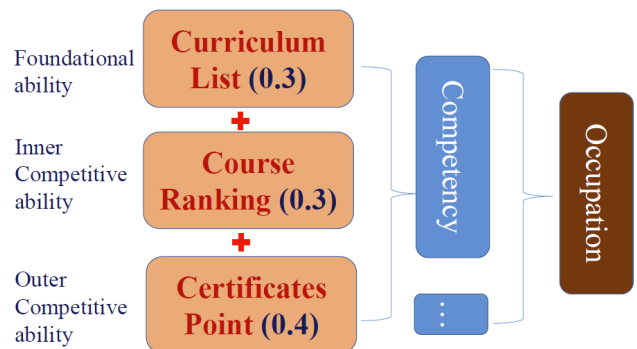 Foundational
ability
Curriculum
List (0.3)
+
Inner
Competitive
ability
Course
Ranking (0.3)
+
Outer
Competitive
ability
Certificates
Point (0.4)
Competency
...
Occupation